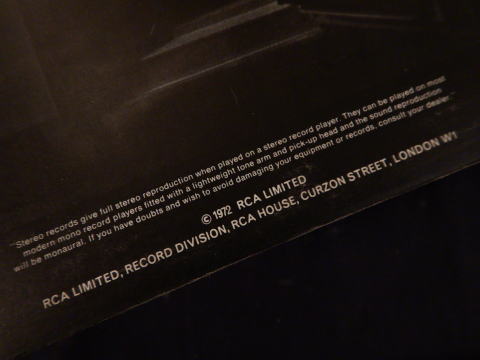 "Stereo records give full stereo reproduction when played on a stereo record player. They can be played on most
modern mono record players fitted with a lightweight tone arm and pick-up head and the sound reproduction
will be monaural. If you have doubts and wish to avoid damaging your equipment or records, consult your dealer."
© 1972 RCA LIMITED
RCA LIMITED, RECORD DIVISION, RCA HOUSE, CURZON STREET, LONDON W1